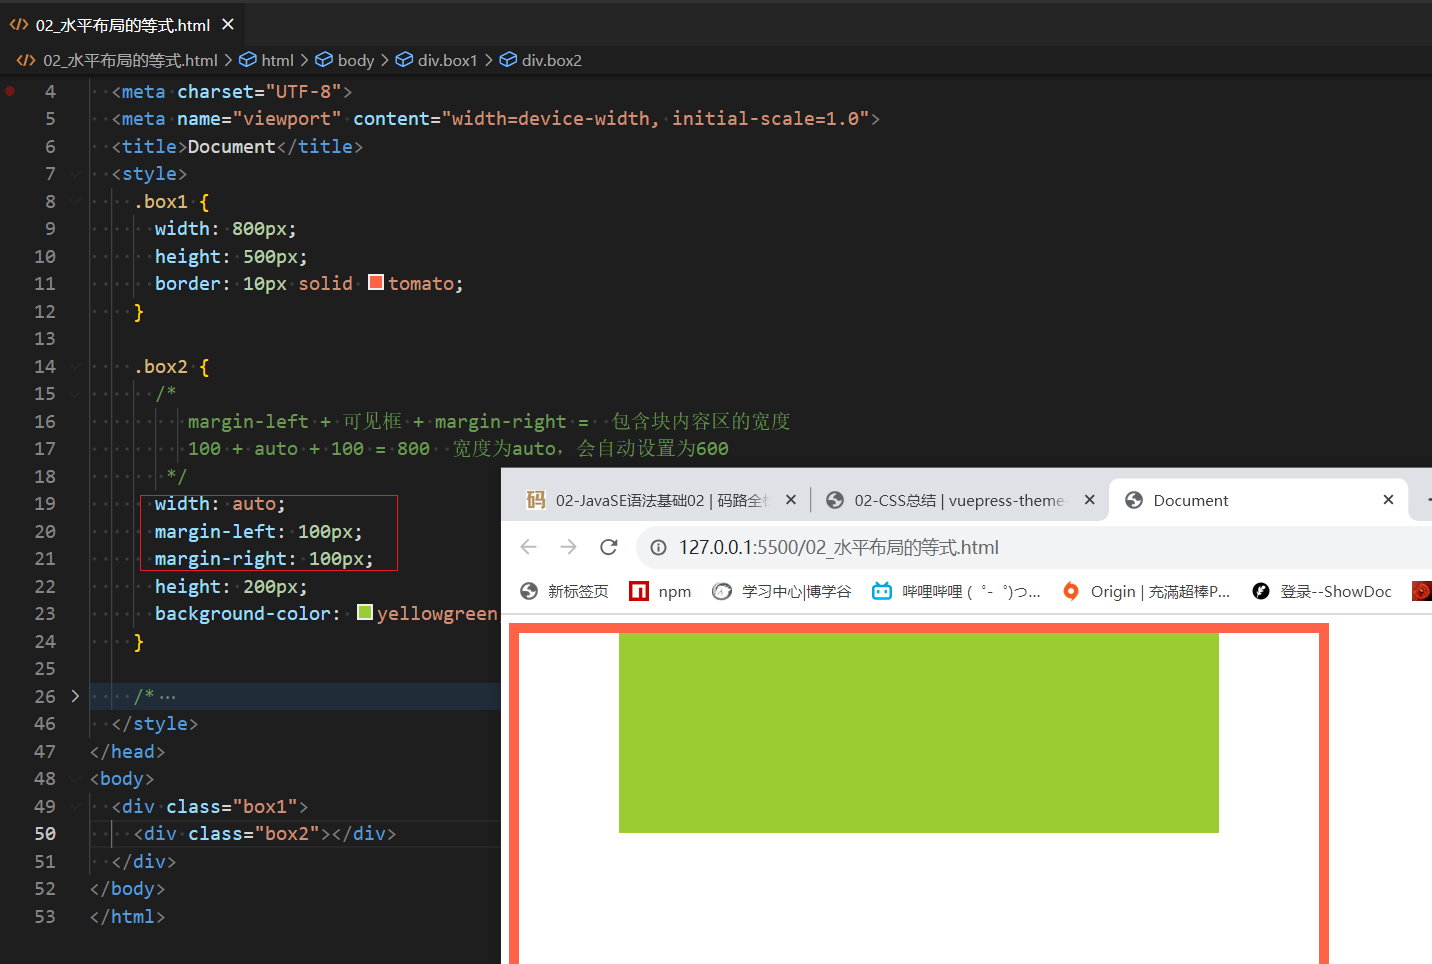 02_水平布局的等式.html
02_水平布局的等式.html > html > body > div.box1 > div.box2
4 <meta charset="UTF-8">
5 <meta name="viewport" content="width=device-width, initial-scale=1.0">
6 <title>Document</title>
7 <style>
8 .box1 {
9 width: 800px;
10 height: 500px;
11 border: 10px solid tomato;
12 }
13
14 .box2 {
15 /*
16 margin-left + 可见框 + margin-right = 包含块内容区的宽度
17 100 + auto + 100 = 800 宽度为auto，会自动设置为600
18 */
19 width: auto;
20 margin-left: 100px;
21 margin-right: 100px;
22 height: 200px;
23 background-color: yellowgreen
24 }
25
26 /*…
46 </style>
47 </head>
48 <body>
49 <div class="box1">
50 <div class="box2"></div>
51 </div>
52 </body>
53 </html>
码 02-JavaSE语法基础02 | 码路全 02-CSS总结 | vuepress-theme- Document
127.0.0.1:5500/02_水平布局的等式.html
新标签页 npm 学习中心|博学谷 哔哩哔哩 (゜-゜)つ... Origin | 充满超棒P... 登录--ShowDoc